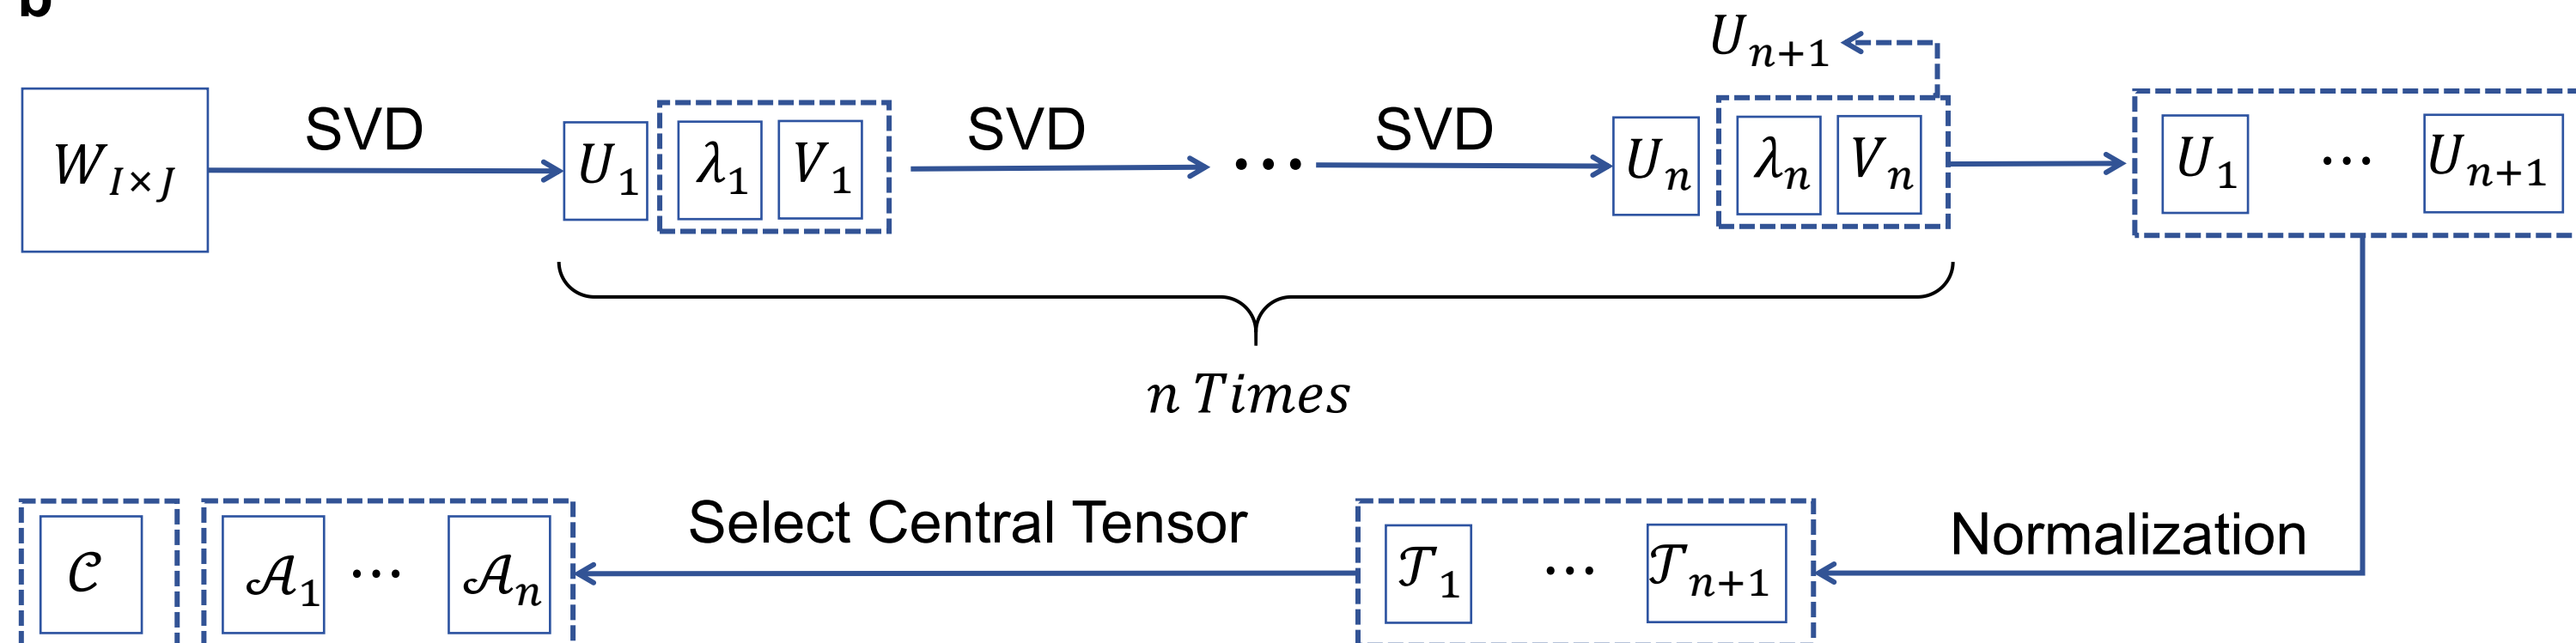 b
U_{n+1}
W_{I×J} SVD U_1 λ_1 V_1 SVD ... SVD U_n λ_n V_n U_1 ... U_{n+1}
n Times
C A_1 ... A_n Select Central Tensor T_1 ... T_{n+1} Normalization